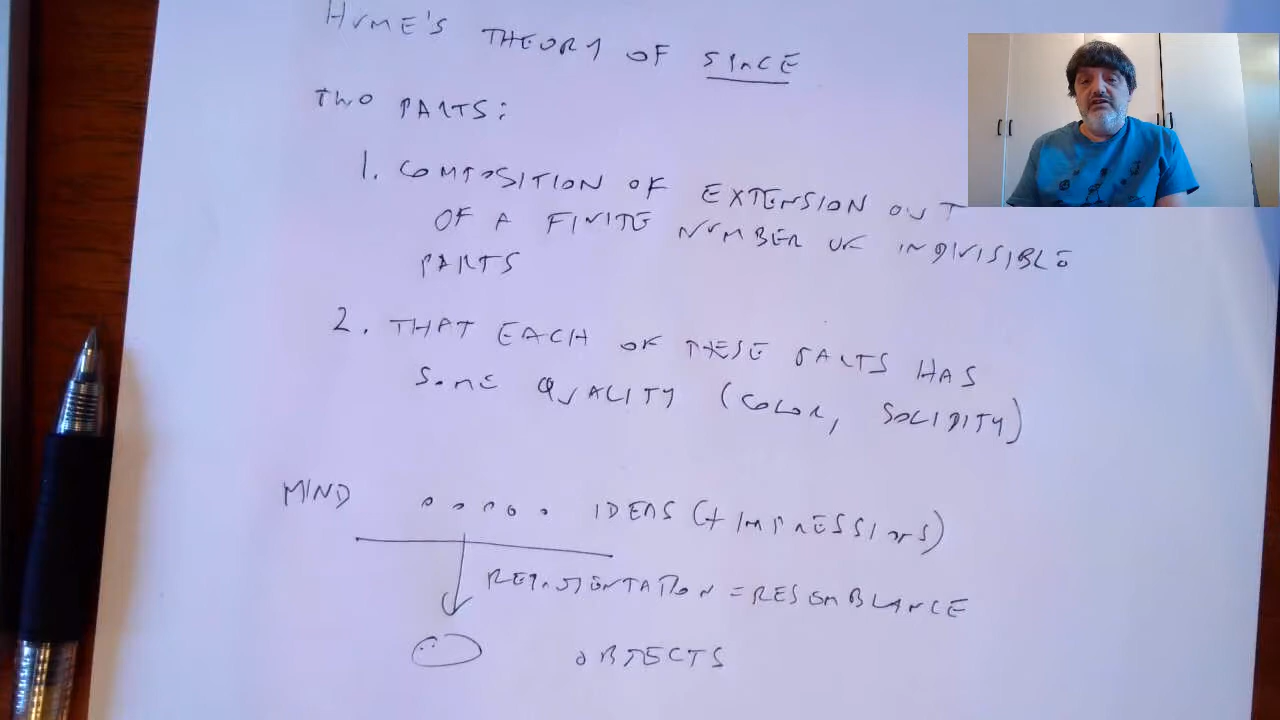 HUME'S THEORY OF SPACE
TWO PARTS:
1. COMPOSITION OF EXTENSION OUT
OF A FINITE NUMBER OF INDIVISIBLE
PARTS
2. THAT EACH OF THESE PARTS HAS
SOME QUALITY (COLOR, SOLIDITY)
MIND IDEAS (+ IMPRESSIONS)
REPRESENTATION = RESEMBLANCE
OBJECTS